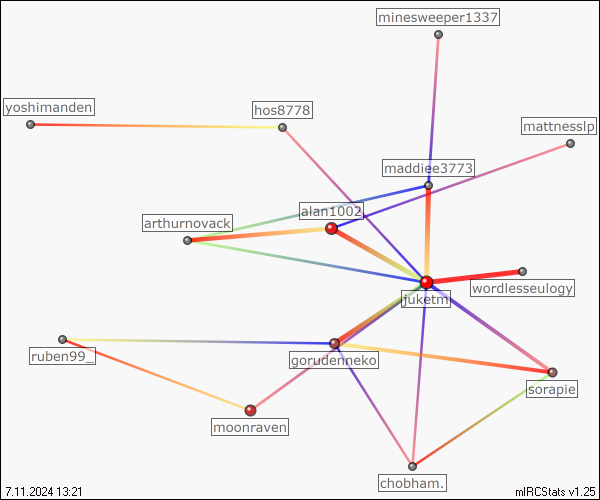 minesweeper1337
yoshimanden
hos8778
mattnesslp
maddiee3773
alan1002
arthurnovack
wordlesseulogy
juketm
ruben99_
gorudenneko
sorapie
moonraven
chobham.
7.11.2024 13:21
mIRCStats v1.25